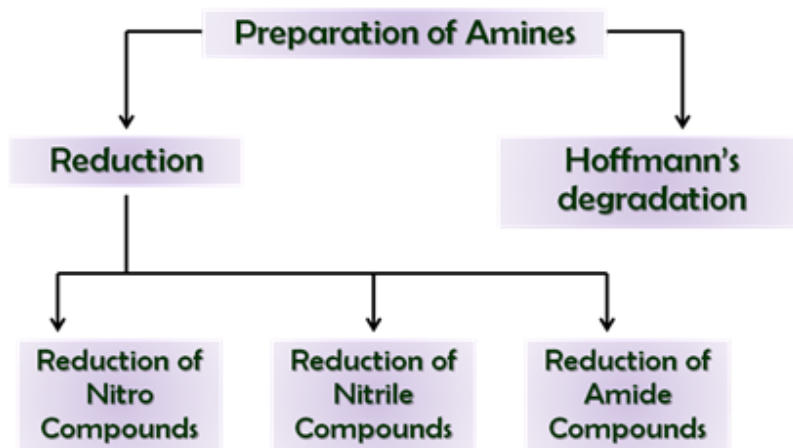 Preparation of Amines
Reduction
Hoffmann's
degradation
Reduction of
Nitro
Compounds
Reduction of
Nitrile
Compounds
Reduction of
Amide
Compounds